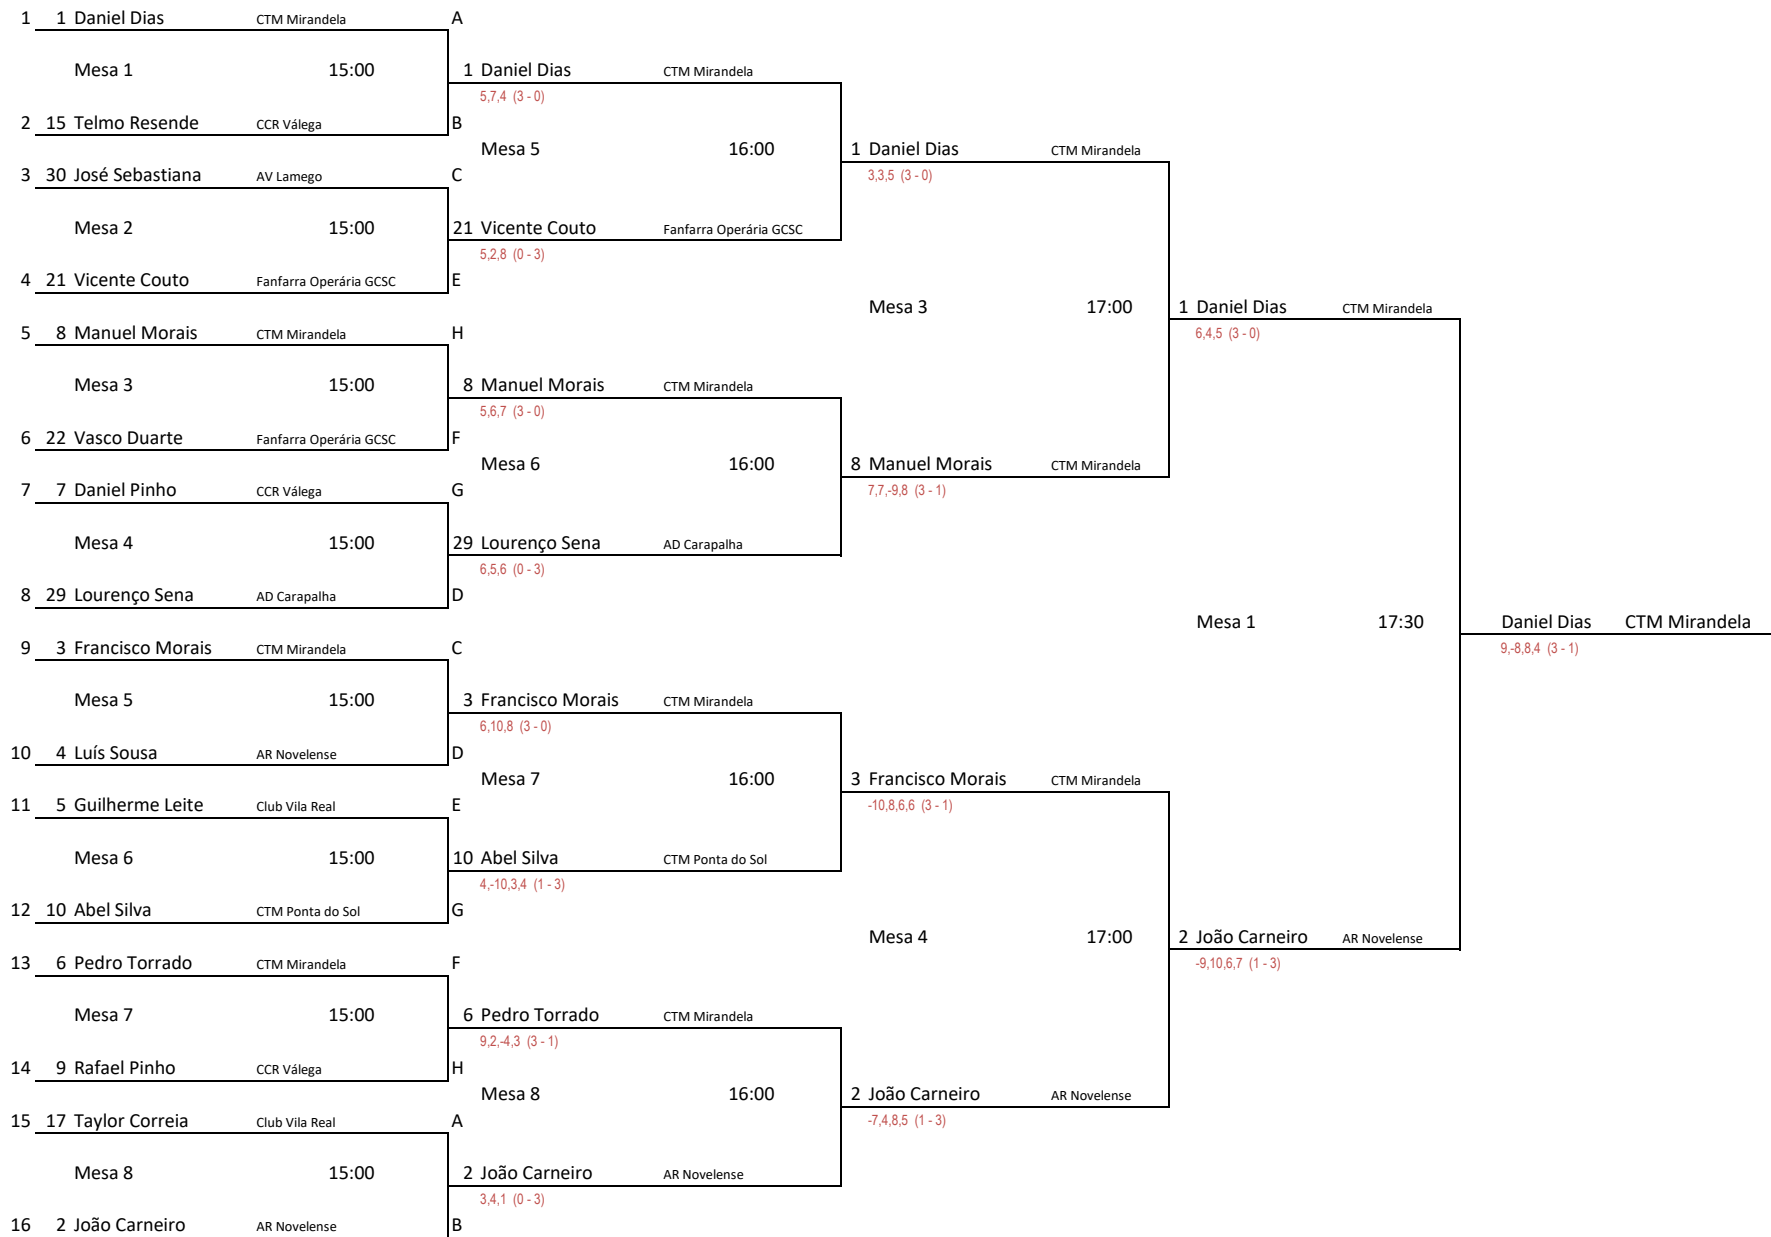 1 1 Daniel Dias CTM Mirandela A
Mesa 1 15:00 1 Daniel Dias CTM Mirandela
5,7,4 (3 - 0)
2 15 Telmo Resende CCR Válega B
Mesa 5 16:00 1 Daniel Dias CTM Mirandela
3 30 José Sebastiana AV Lamego C
3,3,5 (3 - 0)
Mesa 2 15:00 21 Vicente Couto Fanfarra Operária GCSC
5,2,8 (0 - 3)
4 21 Vicente Couto Fanfarra Operária GCSC E
Mesa 3 17:00 1 Daniel Dias CTM Mirandela
5 8 Manuel Morais CTM Mirandela H
6,4,5 (3 - 0)
Mesa 3 15:00 8 Manuel Morais CTM Mirandela
5,6,7 (3 - 0)
6 22 Vasco Duarte Fanfarra Operária GCSC F
Mesa 6 16:00 8 Manuel Morais CTM Mirandela
7 7 Daniel Pinho CCR Válega G
7,7,-9,8 (3 - 1)
Mesa 4 15:00 29 Lourenço Sena AD Carapalha
6,5,6 (0 - 3)
8 29 Lourenço Sena AD Carapalha D
Mesa 1 17:30 Daniel Dias CTM Mirandela
9 3 Francisco Morais CTM Mirandela C
9,-8,8,4 (3 - 1)
Mesa 5 15:00 3 Francisco Morais CTM Mirandela
6,10,8 (3 - 0)
10 4 Luís Sousa AR Novelense D
Mesa 7 16:00 3 Francisco Morais CTM Mirandela
11 5 Guilherme Leite Club Vila Real E
-10,8,6,6 (3 - 1)
Mesa 6 15:00 10 Abel Silva CTM Ponta do Sol
4,-10,3,4 (1 - 3)
12 10 Abel Silva CTM Ponta do Sol G
Mesa 4 17:00 2 João Carneiro AR Novelense
13 6 Pedro Torrado CTM Mirandela F
-9,10,6,7 (1 - 3)
Mesa 7 15:00 6 Pedro Torrado CTM Mirandela
9,2,-4,3 (3 - 1)
14 9 Rafael Pinho CCR Válega H
Mesa 8 16:00 2 João Carneiro AR Novelense
15 17 Taylor Correia Club Vila Real A
-7,4,8,5 (1 - 3)
Mesa 8 15:00 2 João Carneiro AR Novelense
3,4,1 (0 - 3)
16 2 João Carneiro AR Novelense B